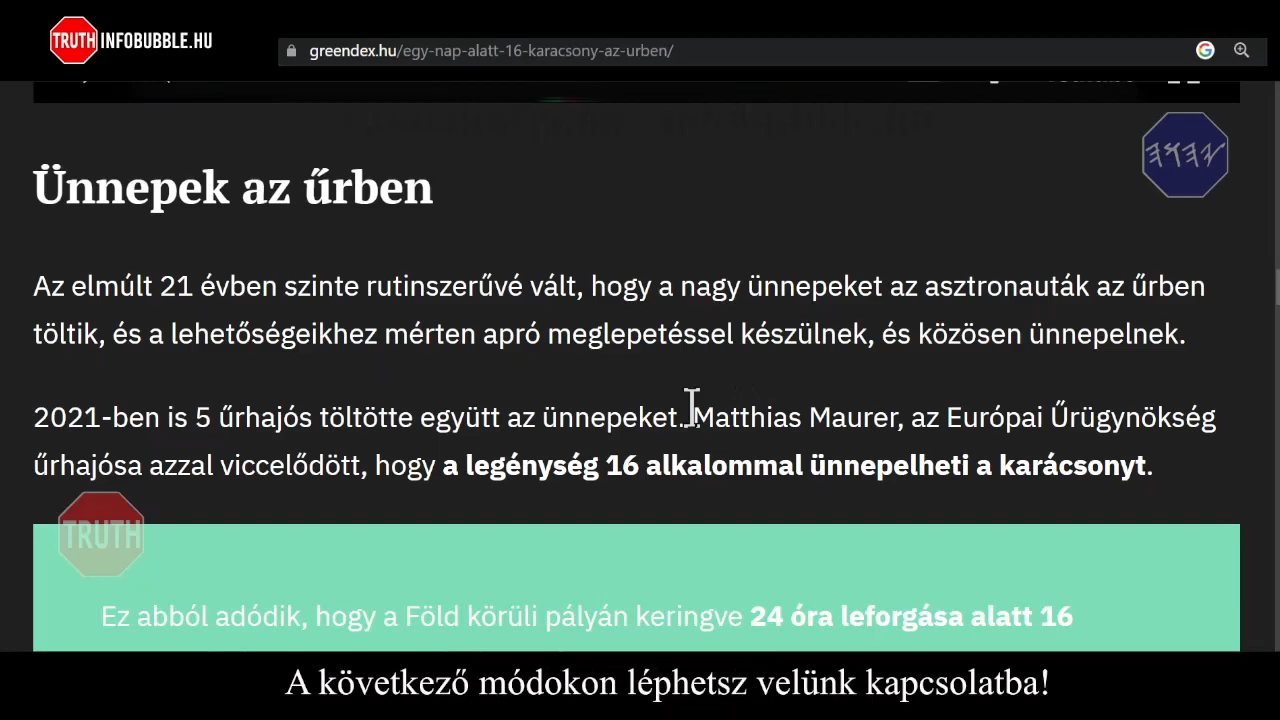 TRUTH INFOBUBBLE.HU
greendex.hu/egy-nap-alatt-16-karacsony-az-urben/
Ünnepek az űrben
Az elmúlt 21 évben szinte rutinszerűvé vált, hogy a nagy ünnepeket az asztronauták az űrben
töltik, és a lehetőségeikhez mérten apró meglepetéssel készülnek, és közösen ünnepelnek.
2021-ben is 5 űrhajós töltötte együtt az ünnepeket. Matthias Maurer, az Európai Űrügynökség
űrhajósa azzal viccelődött, hogy a legénység 16 alkalommal ünnepelheti a karácsonyt.
TRUTH
Ez abból adódik, hogy a Föld körüli pályán keringve 24 óra leforgása alatt 16
A következő módokon léphetsz velünk kapcsolatba!